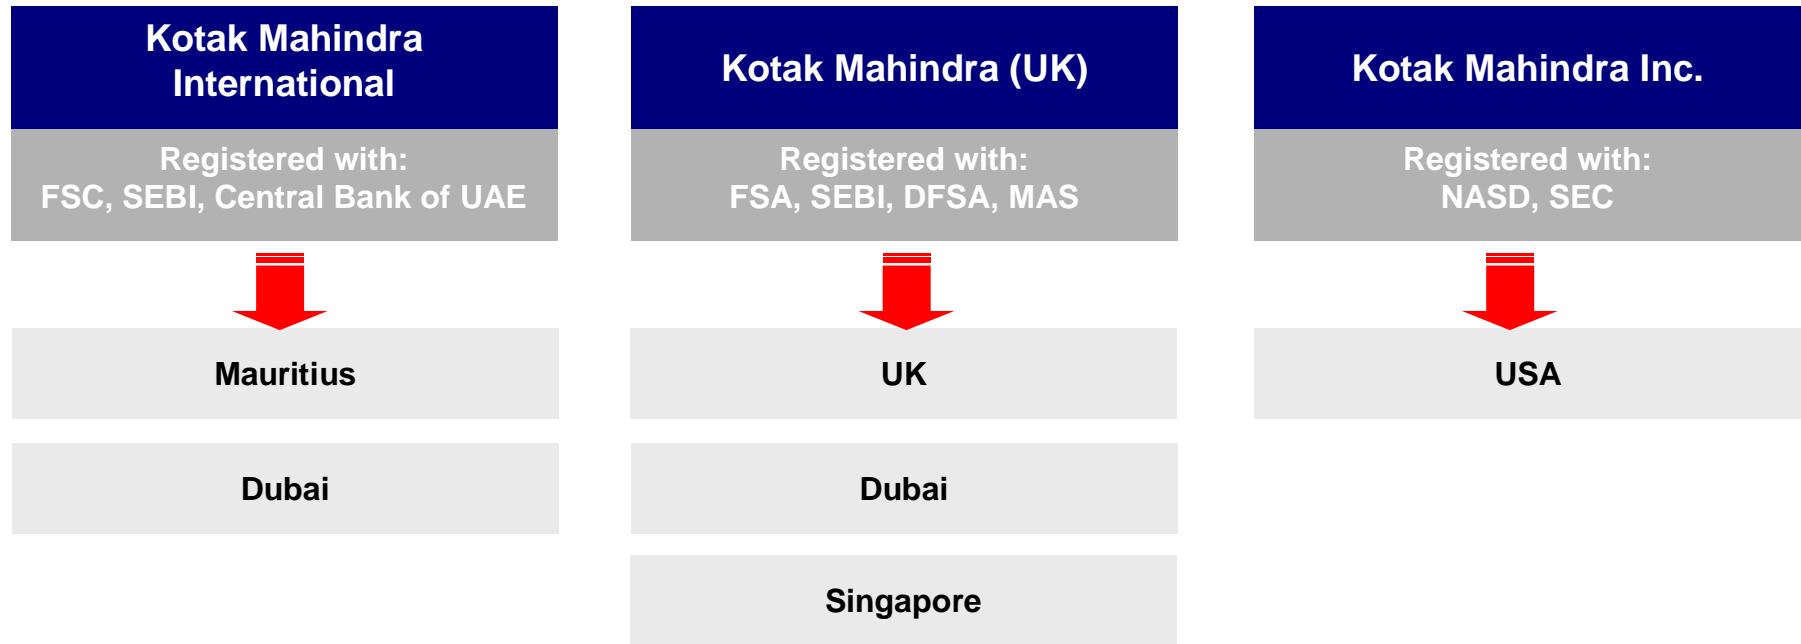 Kotak Mahindra
International
Registered with:
FSC, SEBI, Central Bank of UAE
Mauritius
Dubai
Kotak Mahindra (UK)
Registered with:
FSA, SEBI, DFSA, MAS
UK
Dubai
Singapore
Kotak Mahindra Inc.
Registered with:
NASD, SEC
USA